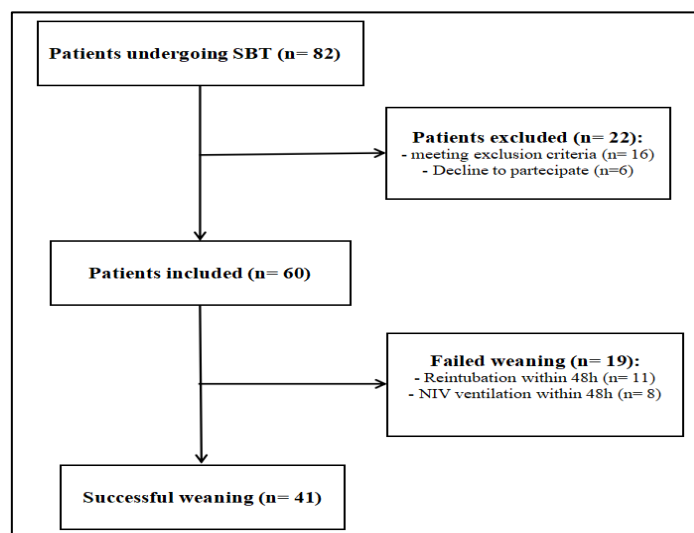 Patients undergoing SBT (n= 82)
Patients excluded (n= 22):
- meeting exclusion criteria (n= 16)
- Decline to partecipate (n=6)
Patients included (n= 60)
Failed weaning (n= 19):
- Reintubation within 48h (n= 11)
- NIV ventilation within 48h (n= 8)
Successful weaning (n= 41)